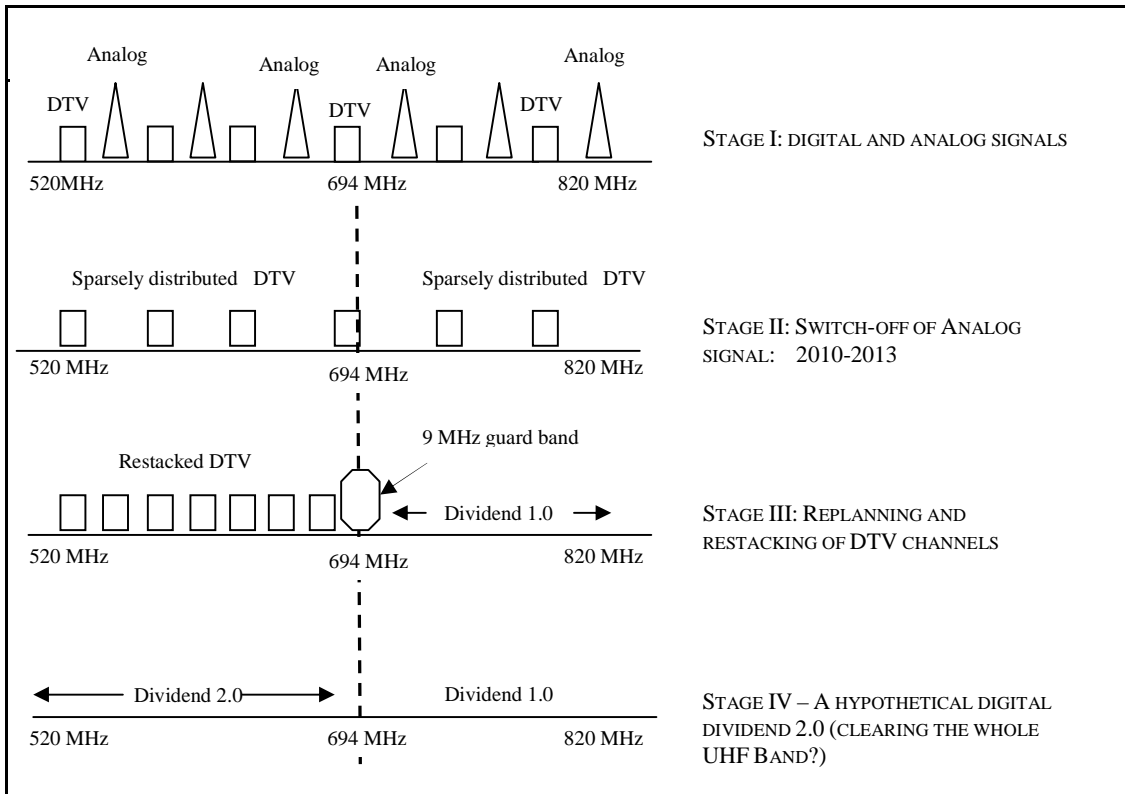 Analog
Analog
Analog
Analog
DTV
DTV
DTV
STAGE I: DIGITAL AND ANALOG SIGNALS
520MHz
694 MHz
820 MHz
Sparsely distributed DTV
Sparsely distributed DTV
STAGE II: SWITCH-OFF OF ANALOG
SIGNAL: 2010-2013
520 MHz
694 MHz
820 MHz
9 MHz guard band
Restacked DTV
Dividend 1.0
STAGE III: REPLANNING AND
RESTACKING OF DTV CHANNELS
520 MHz
694 MHz
820 MHz
Dividend 2.0
Dividend 1.0
STAGE IV – A HYPOTHETICAL DIGITAL
DIVIDEND 2.0 (CLEARING THE WHOLE
UHF BAND?)
520 MHz
694 MHz
820 MHz